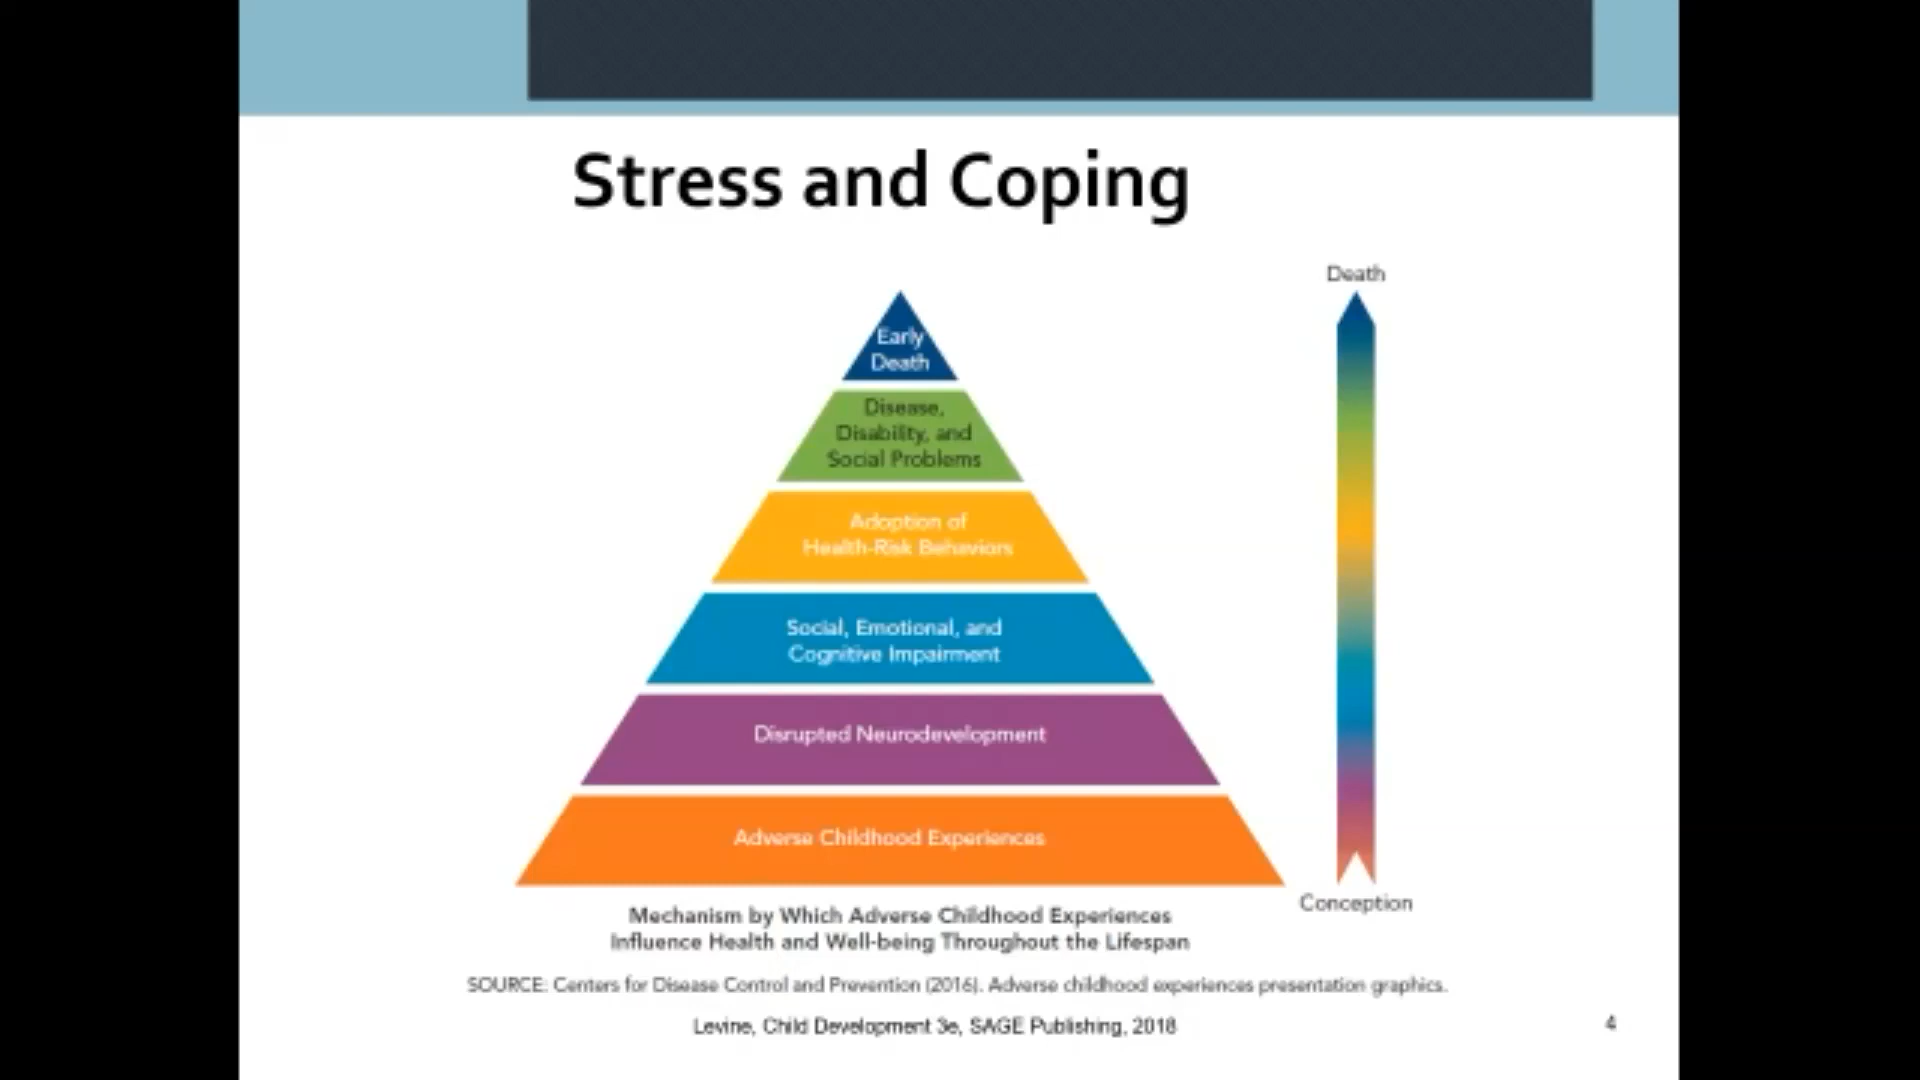 Stress and Coping
Death
Early
Death
Disease,
Disability, and
Social Problems
Adoption of
Health-Risk Behaviors
Social, Emotional, and
Cognitive Impairment
Disrupted Neurodevelopment
Adverse Childhood Experiences
Conception
Mechanism by Which Adverse Childhood Experiences
Influence Health and Well-being Throughout the Lifespan
SOURCE: Centers for Disease Control and Prevention (2016). Adverse childhood experiences presentation graphics.
Levine, Child Development 3e, SAGE Publishing, 2018
4